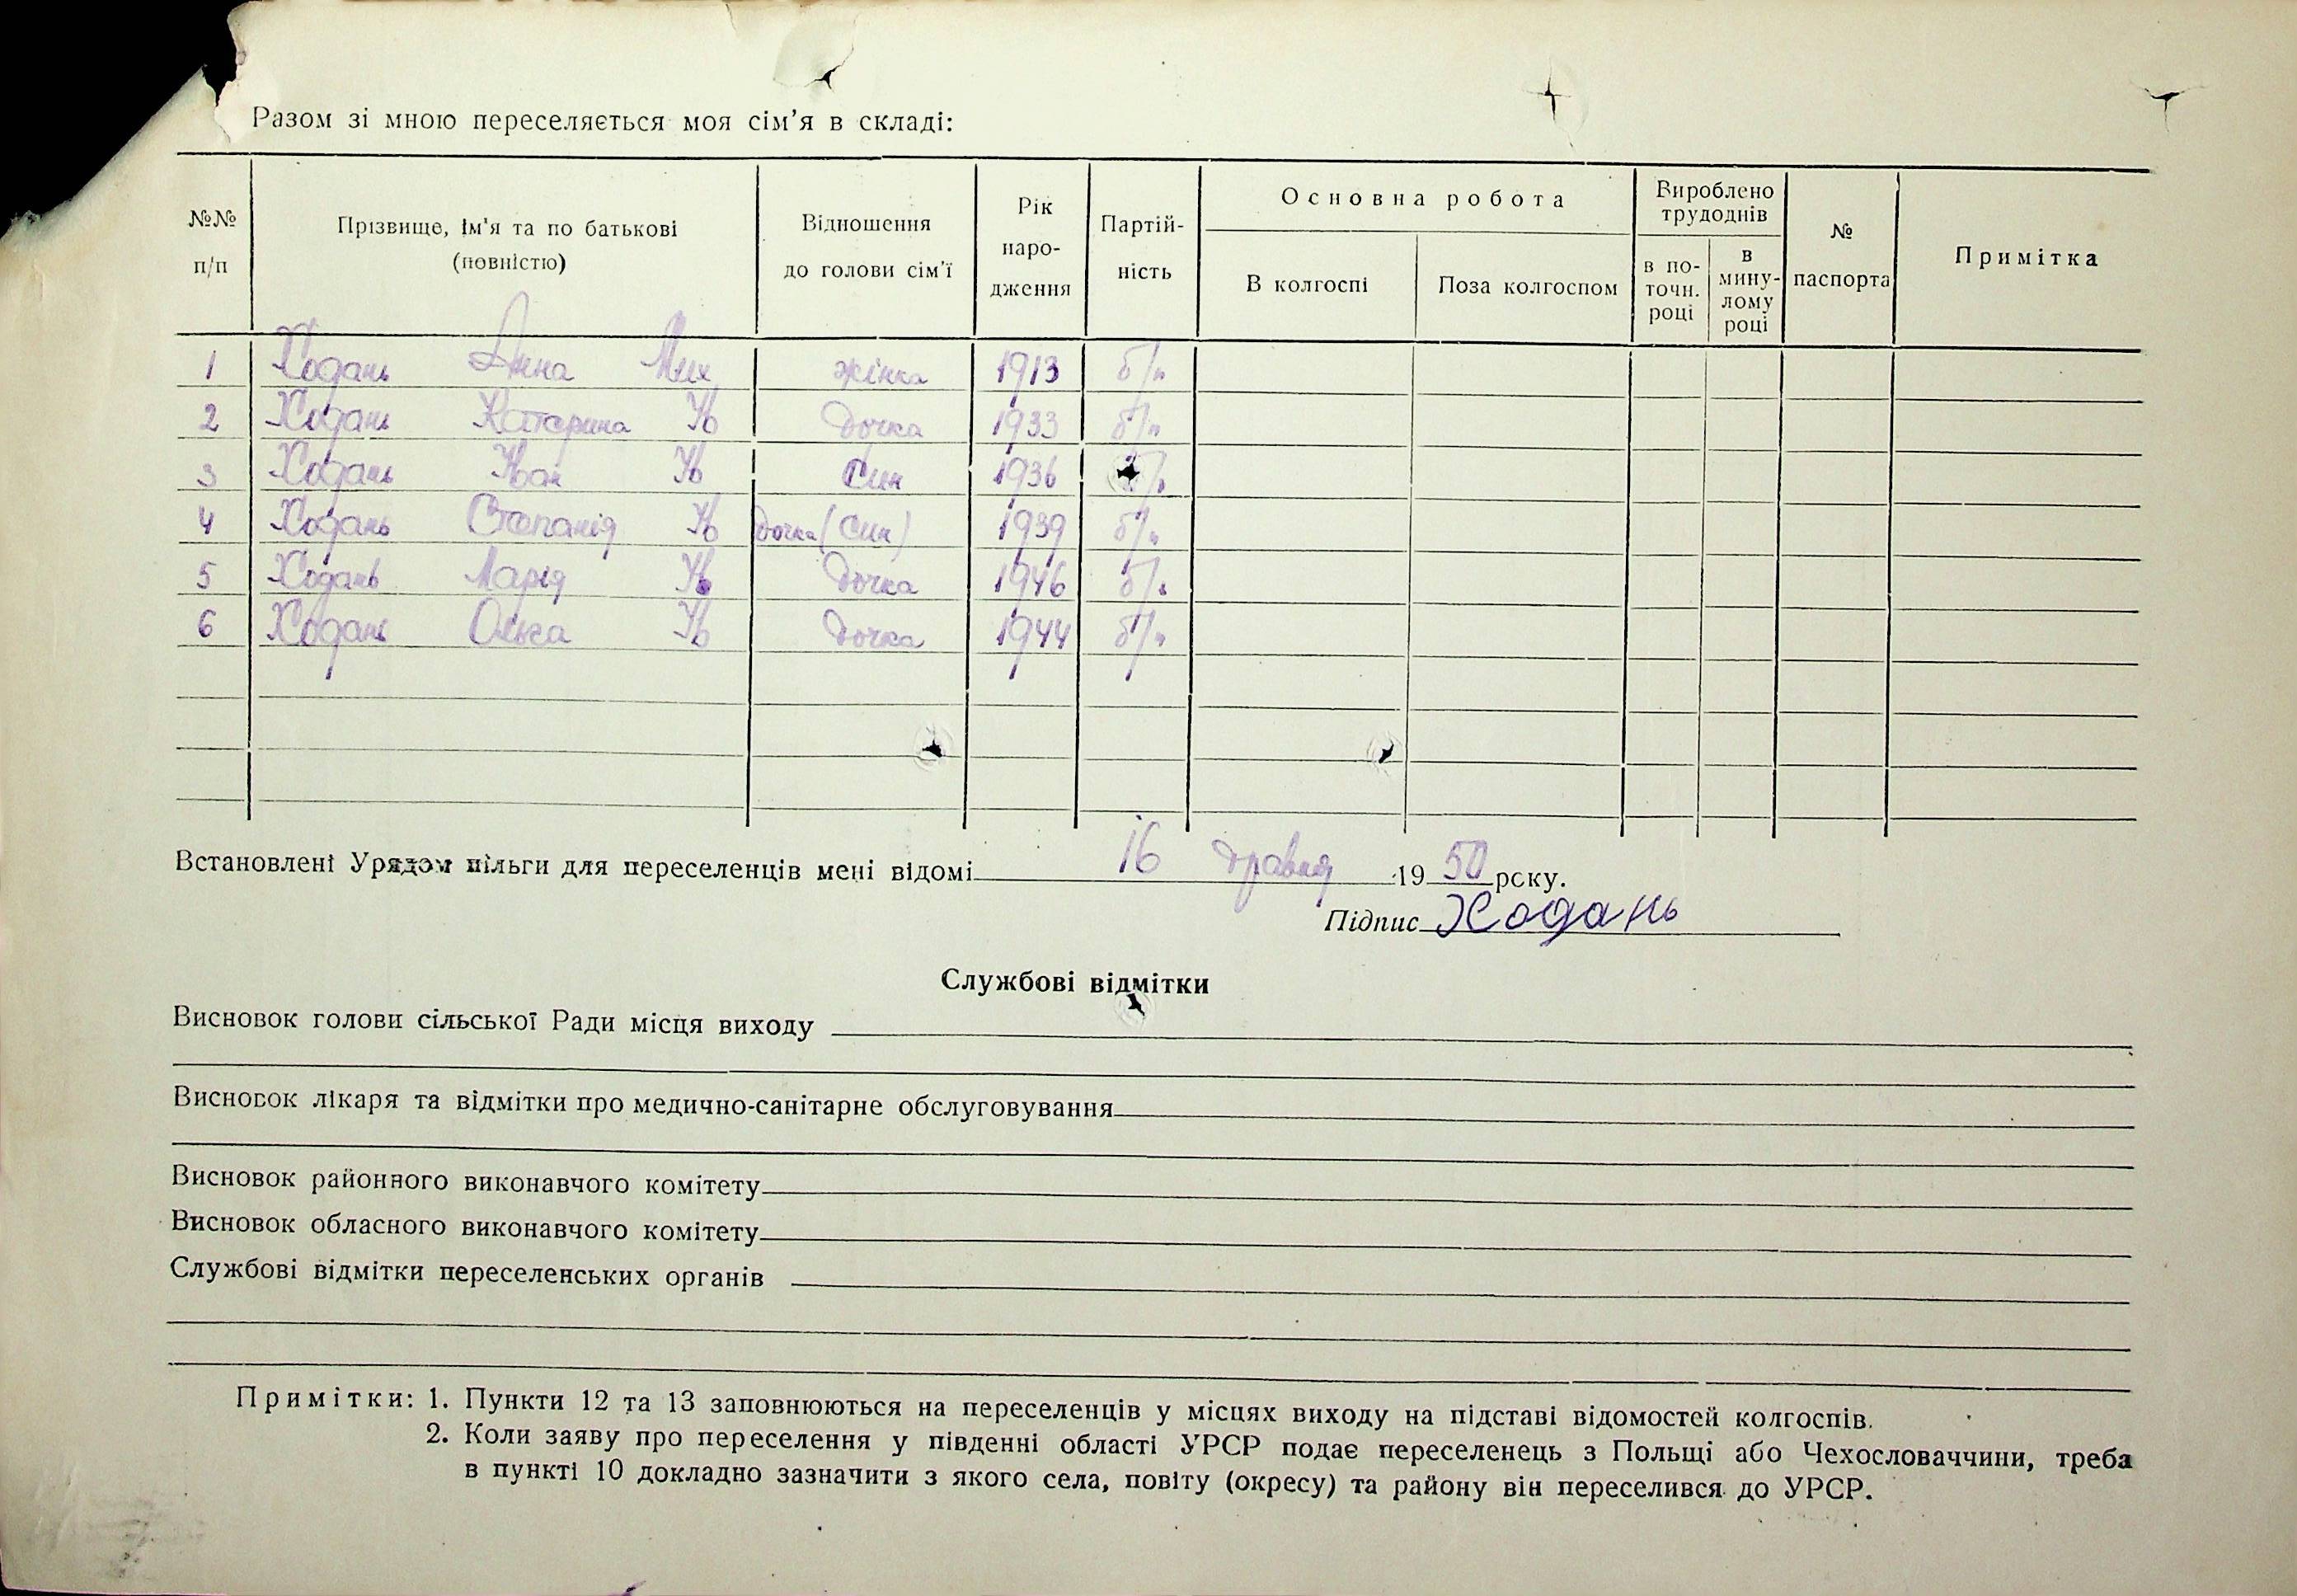 Разом зі мною переселяється моя сім'я в складі:
№№ п/п Прізвище, ім'я та по батькові (повністю) Відношення до голови сім'ї Рік народження Партійність Основна робота Вироблено трудоднів № паспорта Примітка
В колгоспі Поза колгоспом в поточн. році в минулому році
1 Ходань Анна Мих жінка 1913 б/п
2 Ходань Катерина Ів дочка 1933 б/п
3 Ходань Іван Ів Син 1936 б/п
4 Ходань Степанія Ів дочка (Син) 1939 б/п
5 Ходань Марія Ів дочка 1946 б/п
6 Ходань Ольга Ів дочка 1944 б/п
Встановлені Урядом пільги для переселенців мені відомі 16 травня 1950 року.
Підпис Ходань
Службові відмітки
Висновок голови сільської Ради місця виходу
Висновок лікаря та відмітки про медично-санітарне обслуговування
Висновок районного виконавчого комітету
Висновок обласного виконавчого комітету
Службові відмітки переселенських органів
Примітки: 1. Пункти 12 та 13 заповнюються на переселенців у місцях виходу на підставі відомостей колгоспів.
2. Коли заяву про переселення у південні області УРСР подає переселенець з Польщі або Чехословаччини, треба
в пункті 10 докладно зазначити з якого села, повіту (окресу) та району він переселився до УРСР.